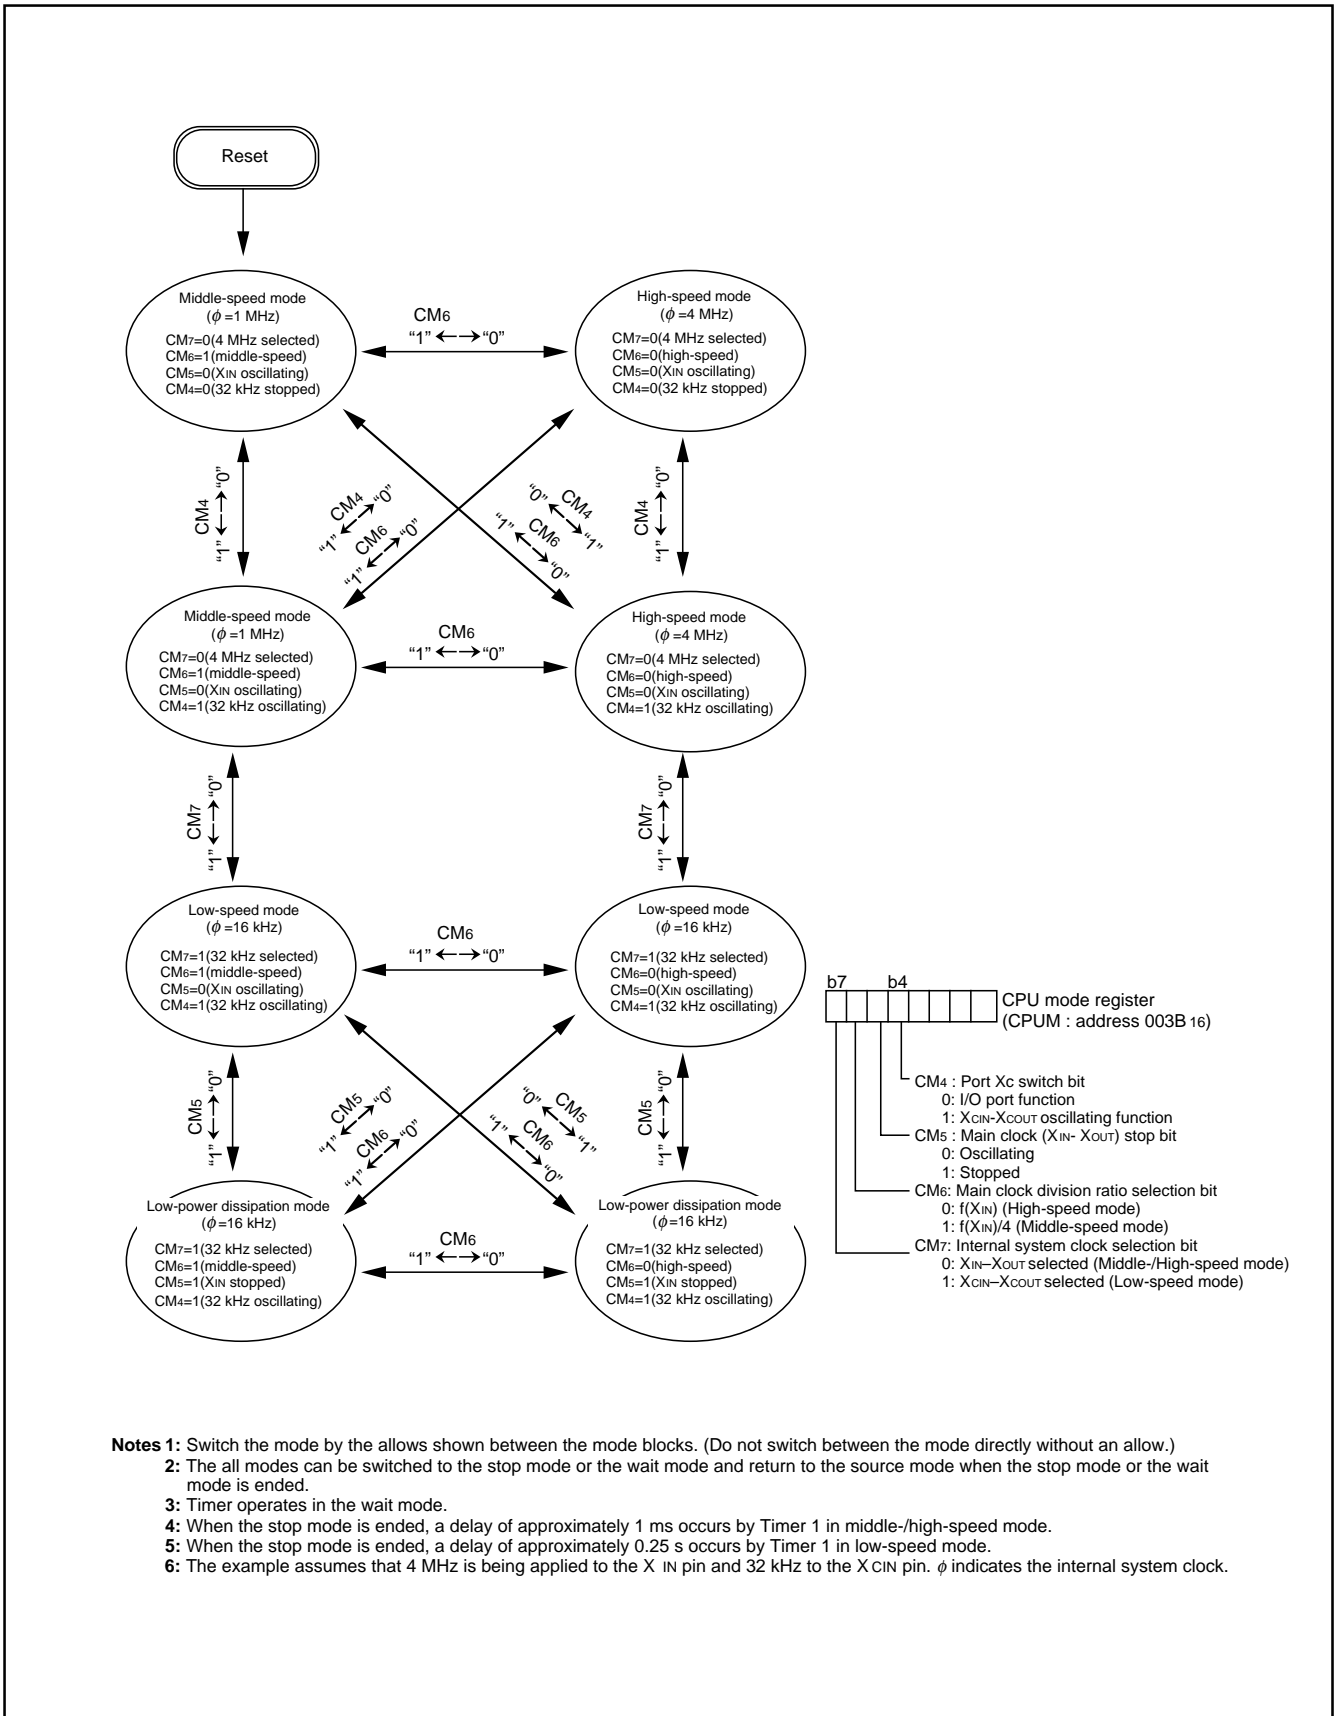 Reset
Middle-speed mode
(ϕ =1 MHz)
CM7=0(4 MHz selected)
CM6=1(middle-speed)
CM5=0(XIN oscillating)
CM4=0(32 kHz stopped)
CM6
“1” ←→ “0”
High-speed mode
(ϕ =4 MHz)
CM7=0(4 MHz selected)
CM6=0(high-speed)
CM5=0(XIN oscillating)
CM4=0(32 kHz stopped)
CM4
“1” ←→ “0”
CM4
“1” ←→ “0”
CM6
“1” ←→ “0”
CM4
“0” ←→ “1”
CM6
“1” ←→ “0”
CM4
“1” ←→ “0”
Middle-speed mode
(ϕ =1 MHz)
CM7=0(4 MHz selected)
CM6=1(middle-speed)
CM5=0(XIN oscillating)
CM4=1(32 kHz oscillating)
CM6
“1” ←→ “0”
High-speed mode
(ϕ =4 MHz)
CM7=0(4 MHz selected)
CM6=0(high-speed)
CM5=0(XIN oscillating)
CM4=1(32 kHz oscillating)
CM7
“1” ←→ “0”
CM7
“1” ←→ “0”
Low-speed mode
(ϕ =16 kHz)
CM7=1(32 kHz selected)
CM6=1(middle-speed)
CM5=0(XIN oscillating)
CM4=1(32 kHz oscillating)
CM6
“1” ←→ “0”
Low-speed mode
(ϕ =16 kHz)
CM7=1(32 kHz selected)
CM6=0(high-speed)
CM5=0(XIN oscillating)
CM4=1(32 kHz oscillating)
CM5
“1” ←→ “0”
CM5
“1” ←→ “0”
CM6
“1” ←→ “0”
CM5
“0” ←→ “1”
CM6
“1” ←→ “0”
CM5
“1” ←→ “0”
Low-power dissipation mode
(ϕ =16 kHz)
CM7=1(32 kHz selected)
CM6=1(middle-speed)
CM5=1(XIN stopped)
CM4=1(32 kHz oscillating)
CM6
“1” ←→ “0”
Low-power dissipation mode
(ϕ =16 kHz)
CM7=1(32 kHz selected)
CM6=0(high-speed)
CM5=1(XIN stopped)
CM4=1(32 kHz oscillating)
b7 b4
CPU mode register
(CPUM : address 003B 16)
CM4 : Port Xc switch bit
0: I/O port function
1: XCIN-XCOUT oscillating function
CM5 : Main clock (XIN- XOUT) stop bit
0: Oscillating
1: Stopped
CM6: Main clock division ratio selection bit
0: f(XIN) (High-speed mode)
1: f(XIN)/4 (Middle-speed mode)
CM7: Internal system clock selection bit
0: XIN–XOUT selected (Middle-/High-speed mode)
1: XCIN–XCOUT selected (Low-speed mode)
Notes 1: Switch the mode by the allows shown between the mode blocks. (Do not switch between the mode directly without an allow.)
2: The all modes can be switched to the stop mode or the wait mode and return to the source mode when the stop mode or the wait
mode is ended.
3: Timer operates in the wait mode.
4: When the stop mode is ended, a delay of approximately 1 ms occurs by Timer 1 in middle-/high-speed mode.
5: When the stop mode is ended, a delay of approximately 0.25 s occurs by Timer 1 in low-speed mode.
6: The example assumes that 4 MHz is being applied to the X IN pin and 32 kHz to the X CIN pin. ϕ indicates the internal system clock.